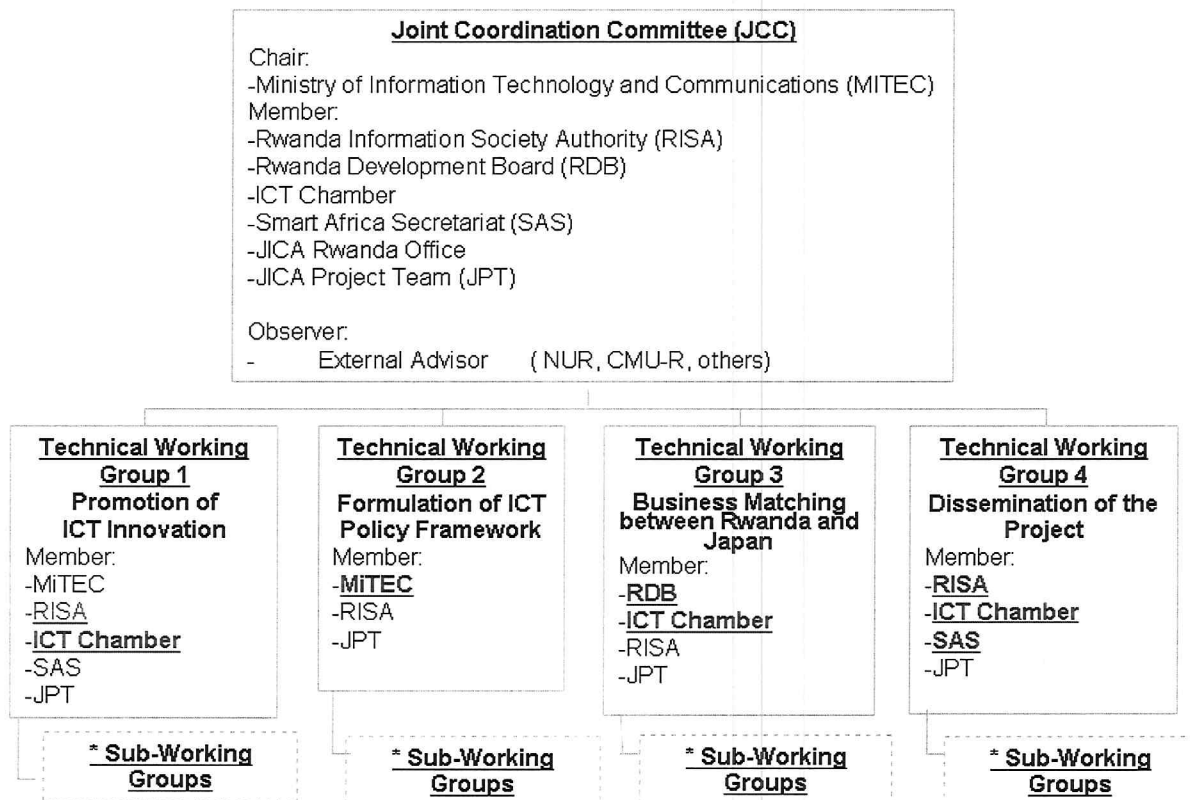 Joint Coordination Committee (JCC)
Chair:
-Ministry of Information Technology and Communications (MITEC)
Member:
-Rwanda Information Society Authority (RISA)
-Rwanda Development Board (RDB)
-ICT Chamber
-Smart Africa Secretariat (SAS)
-JICA Rwanda Office
-JICA Project Team (JPT)
Observer:
- External Advisor ( NUR, CMU-R, others)
Technical Working
Group 1
Promotion of
ICT Innovation
Member:
-MiTEC
-RISA
-ICT Chamber
-SAS
-JPT
* Sub-Working
Groups
Technical Working
Group 2
Formulation of ICT
Policy Framework
Member:
-MiTEC
-RISA
-JPT
* Sub-Working
Groups
Technical Working
Group 3
Business Matching
between Rwanda and
Japan
Member:
-RDB
-ICT Chamber
-RISA
-JPT
* Sub-Working
Groups
Technical Working
Group 4
Dissemination of the
Project
Member:
-RISA
-ICT Chamber
-SAS
-JPT
* Sub-Working
Groups